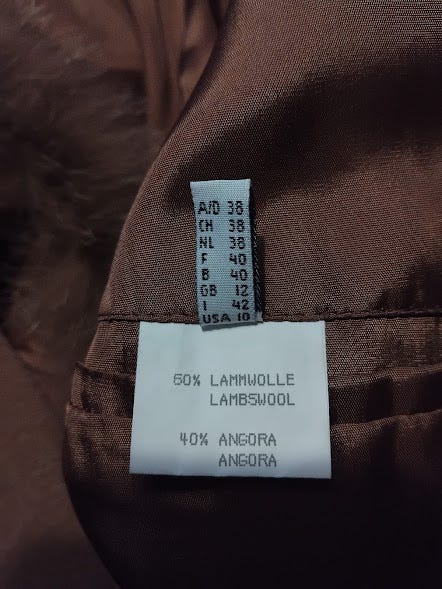 A/D 38
CH 38
NL 38
F 40
B 40
GB 12
I 42
USA 10
60% LAMMWOLLE
LAMBSWOOL
40% ANGORA
ANGORA